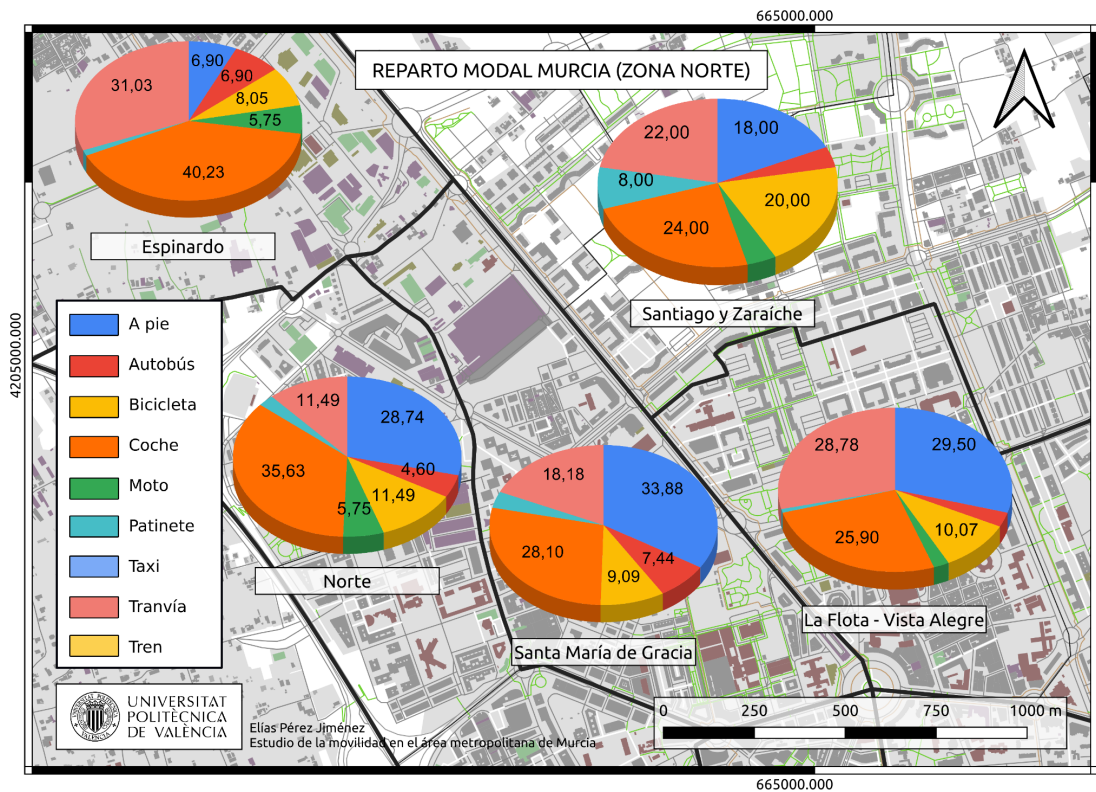 665000.000
REPARTO MODAL MURCIA (ZONA NORTE)
4205000.000
6,90
6,90
8,05
5,75
40,23
31,03
Espinardo
18,00
20,00
24,00
8,00
22,00
Santiago y Zaraíche
A pie
Autobús
Bicicleta
Coche
Moto
Patinete
Taxi
Tranvía
Tren
28,74
4,60
11,49
5,75
35,63
11,49
Norte
33,88
7,44
9,09
28,10
18,18
Santa María de Gracia
29,50
10,07
25,90
28,78
La Flota - Vista Alegre
UNIVERSITAT
POLITÈCNICA
DE VALÈNCIA
Elías Pérez Jiménez
Estudio de la movilidad en el área metropolitana de Murcia
0 250 500 750 1000 m
665000.000